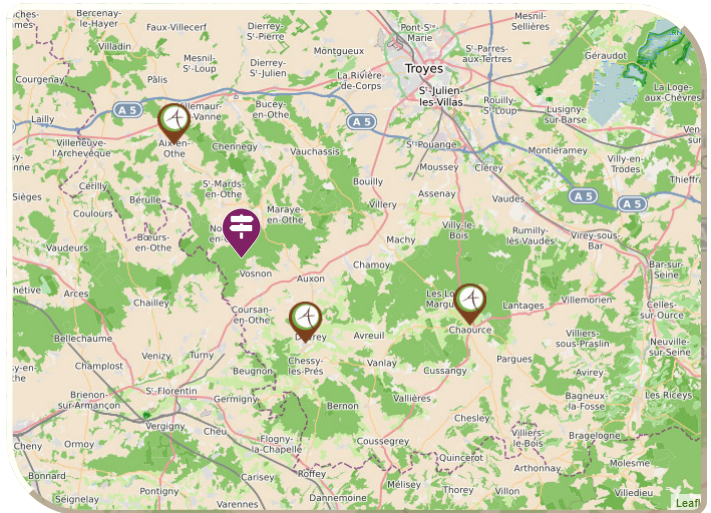 Bercenay-
le-Hayer
Faux-Villecerf
Dierrey-
St-Pierre
Pont-Ste-
Marie
Mesnil-
Sellières
Villadin
Montgueux
St-Parres-
aux-Tertres
Géraudot
Courgenay
Pâlis
Mesnil-
St-Loup
Dierrey-
St-Julien
La Rivière-
de-Corps
Troyes
La Loge-
aux-Chèvres
St-Julien
les-Villas
Rouilly-
St-Loup
Lusigny-
sur-Barse
Lailly
A 5
Bucey-
en-Othe
A 5
Villeneuve-
l'Archevêque
Aix-en-
Othe
Chennegy
Vauchassis
St-Pouange
Moussey
Clérey
Montiéramey
Villy-en-
Trodes
Thieffra
Cérilly
St-Mards-
en-Othe
Bouilly
Assenay
Vaudes
A 5
A 5
Sièges
Bérulle
Coulours
Maraye-
en-Othe
Villery
Villy-le-
Bois
Rumilly-
lès-Vaudes
Virey-sous-
Bar
Vaudeurs
Bœurs-
en-Othe
Machy
Vosnon
Auxon
Chamoy
Bar-sur-
Seine
Arces
Chailley
Coursan-
en-Othe
Lantages
Villemorien
Celles-
sur-Ource
Chaource
Bellechaume
Avreuil
Villiers-
sous-Praslin
Neuville-
sur-Seine
Champlost
Venizy
Turny
Chessy-
les-Prés
Vanlay
Cussangy
Pargues
Avirey
Beugnon
Brienon-
sur-Armançon
St-Florentin
Germigny
Bernon
Vallières
Bagneux-
la-Fosse
Les Riceys
Vergigny
Cheu
Chesley
Cheny
Ormoy
Flogny-
la-Chapelle
Coussegrey
Villiers-
le-Bois
Bragelogne
Quincerot
Arthonnay
Molesme
Bonnard
Roffey
Carisey
Mélisey
Seignelay
Pontigny
Varennes
Dannemoine
Thorey
Villon
Villedieu
Leafl